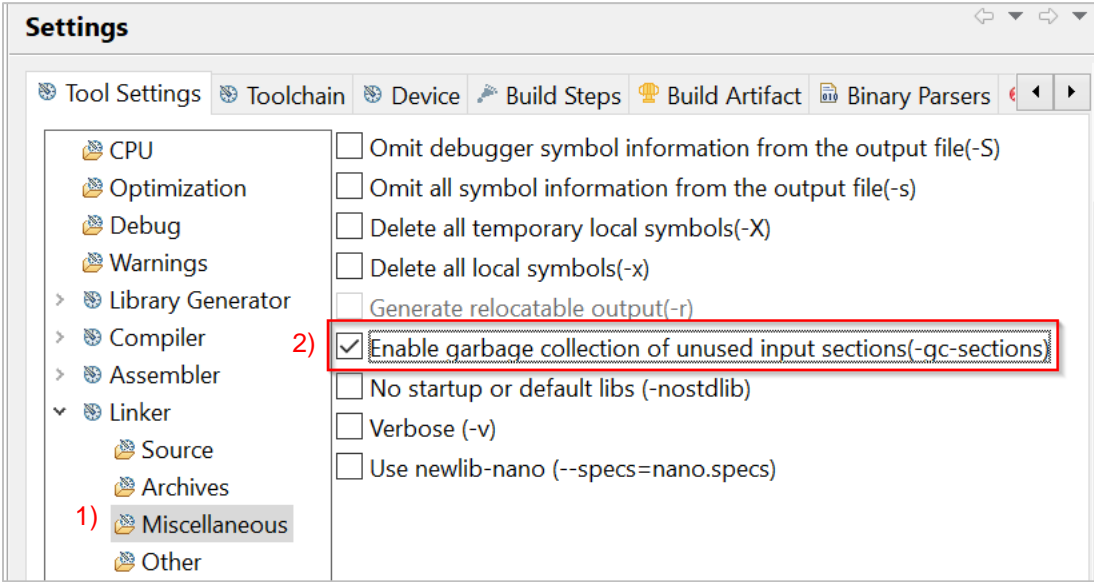 Settings
Tool Settings Toolchain Device Build Steps Build Artifact Binary Parsers
CPU
Optimization
Debug
Warnings
Library Generator
Compiler
Assembler
Linker
Source
Archives
1) Miscellaneous
Other
Omit debugger symbol information from the output file(-S)
Omit all symbol information from the output file(-s)
Delete all temporary local symbols(-X)
Delete all local symbols(-x)
Generate relocatable output(-r)
2) Enable garbage collection of unused input sections(-gc-sections)
No startup or default libs (-nostdlib)
Verbose (-v)
Use newlib-nano (--specs=nano.specs)